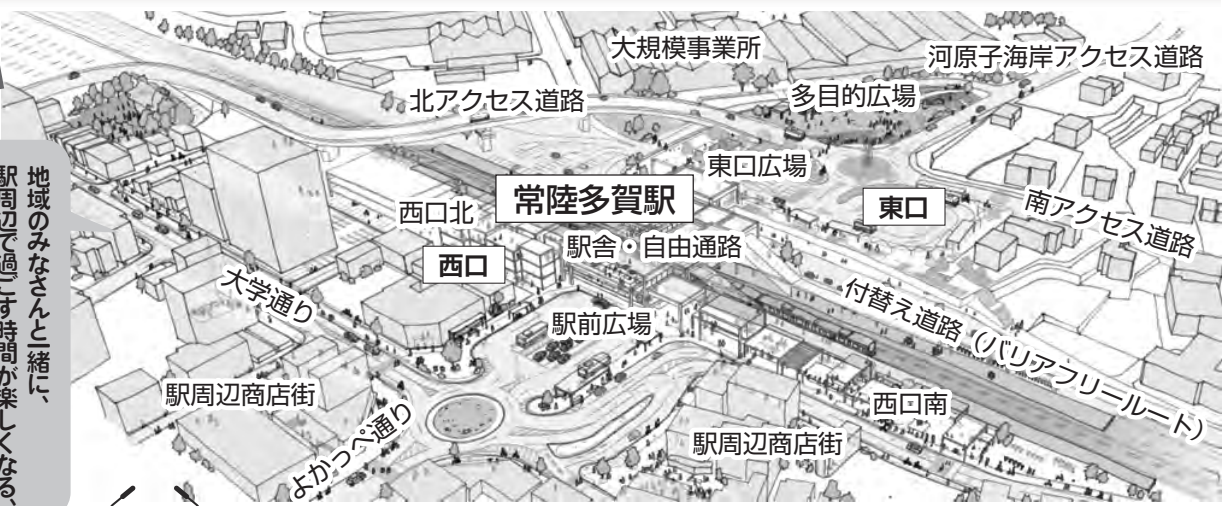 大規模事業所
河原子海岸アクセス道路
北アクセス道路
多目的広場
東口広場
常陸多賀駅
東口
南アクセス道路
西口北
西口
駅舎・自由通路
大学通り
駅前広場
付替え道路（バリアフリールート）
駅周辺商店街
よかっぺ通り
西口南
駅周辺商店街
地域のみなさんと一緒に、
駅周辺で過ごす時間が楽しくなる、